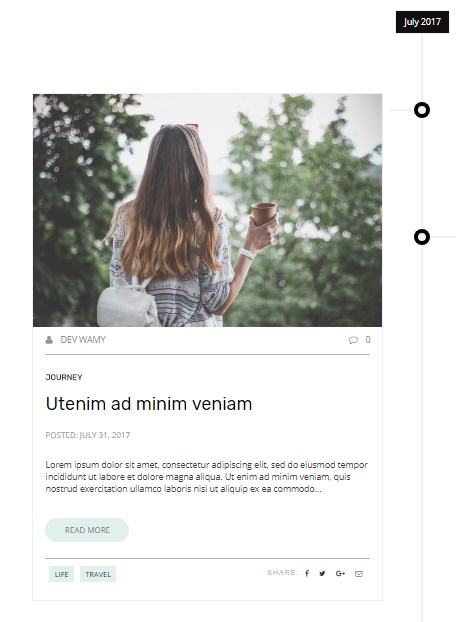 July 2017
DEV WAMY 0
JOURNEY
Utenim ad minim veniam
POSTED: JULY 31, 2017
Lorem ipsum dolor sit amet, consectetur adipiscing elit, sed do eiusmod tempor
incididunt ut labore et dolore magna aliqua. Ut enim ad minim veniam, quis
nostrud exercitation ullamco laboris nisi ut aliquip ex ea commodo...
READ MORE
LIFE TRAVEL SHARE: